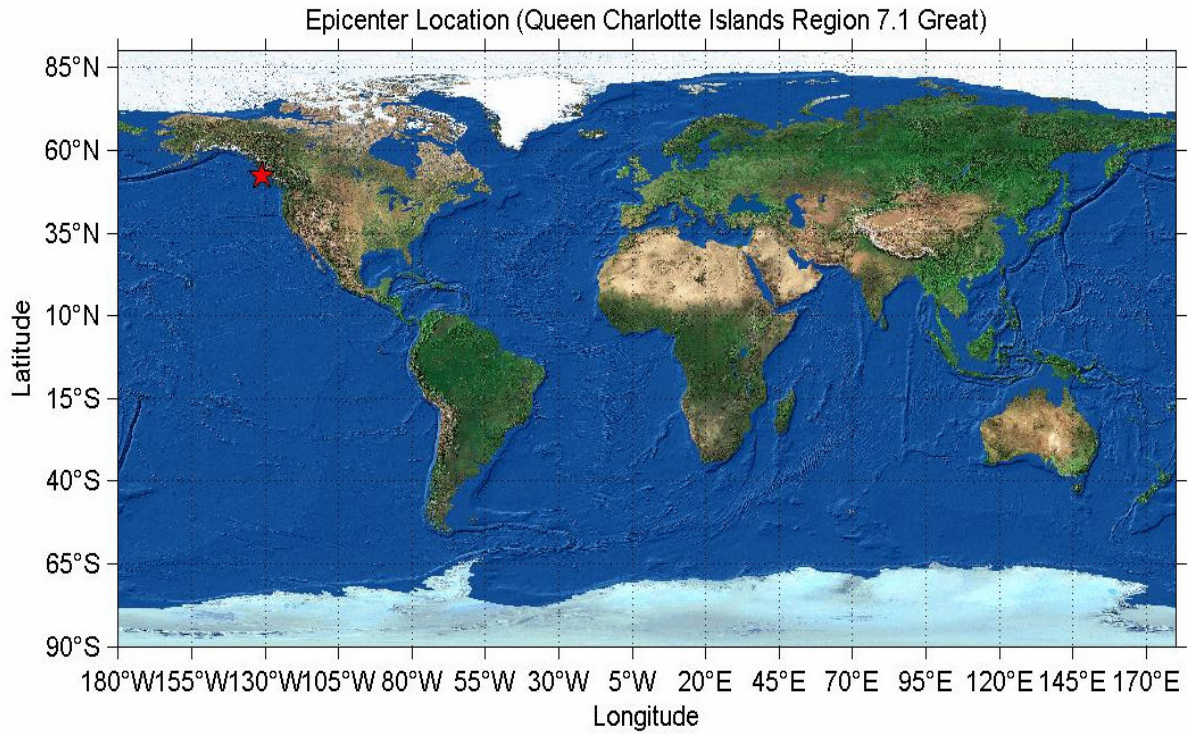 Epicenter Location (Queen Charlotte Islands Region 7.1 Great)
85°N
60°N
35°N
10°N
15°S
40°S
65°S
90°S
Latitude
180°W155°W130°W105°W 80°W 55°W 30°W 5°W 20°E 45°E 70°E 95°E 120°E 145°E 170°E
Longitude